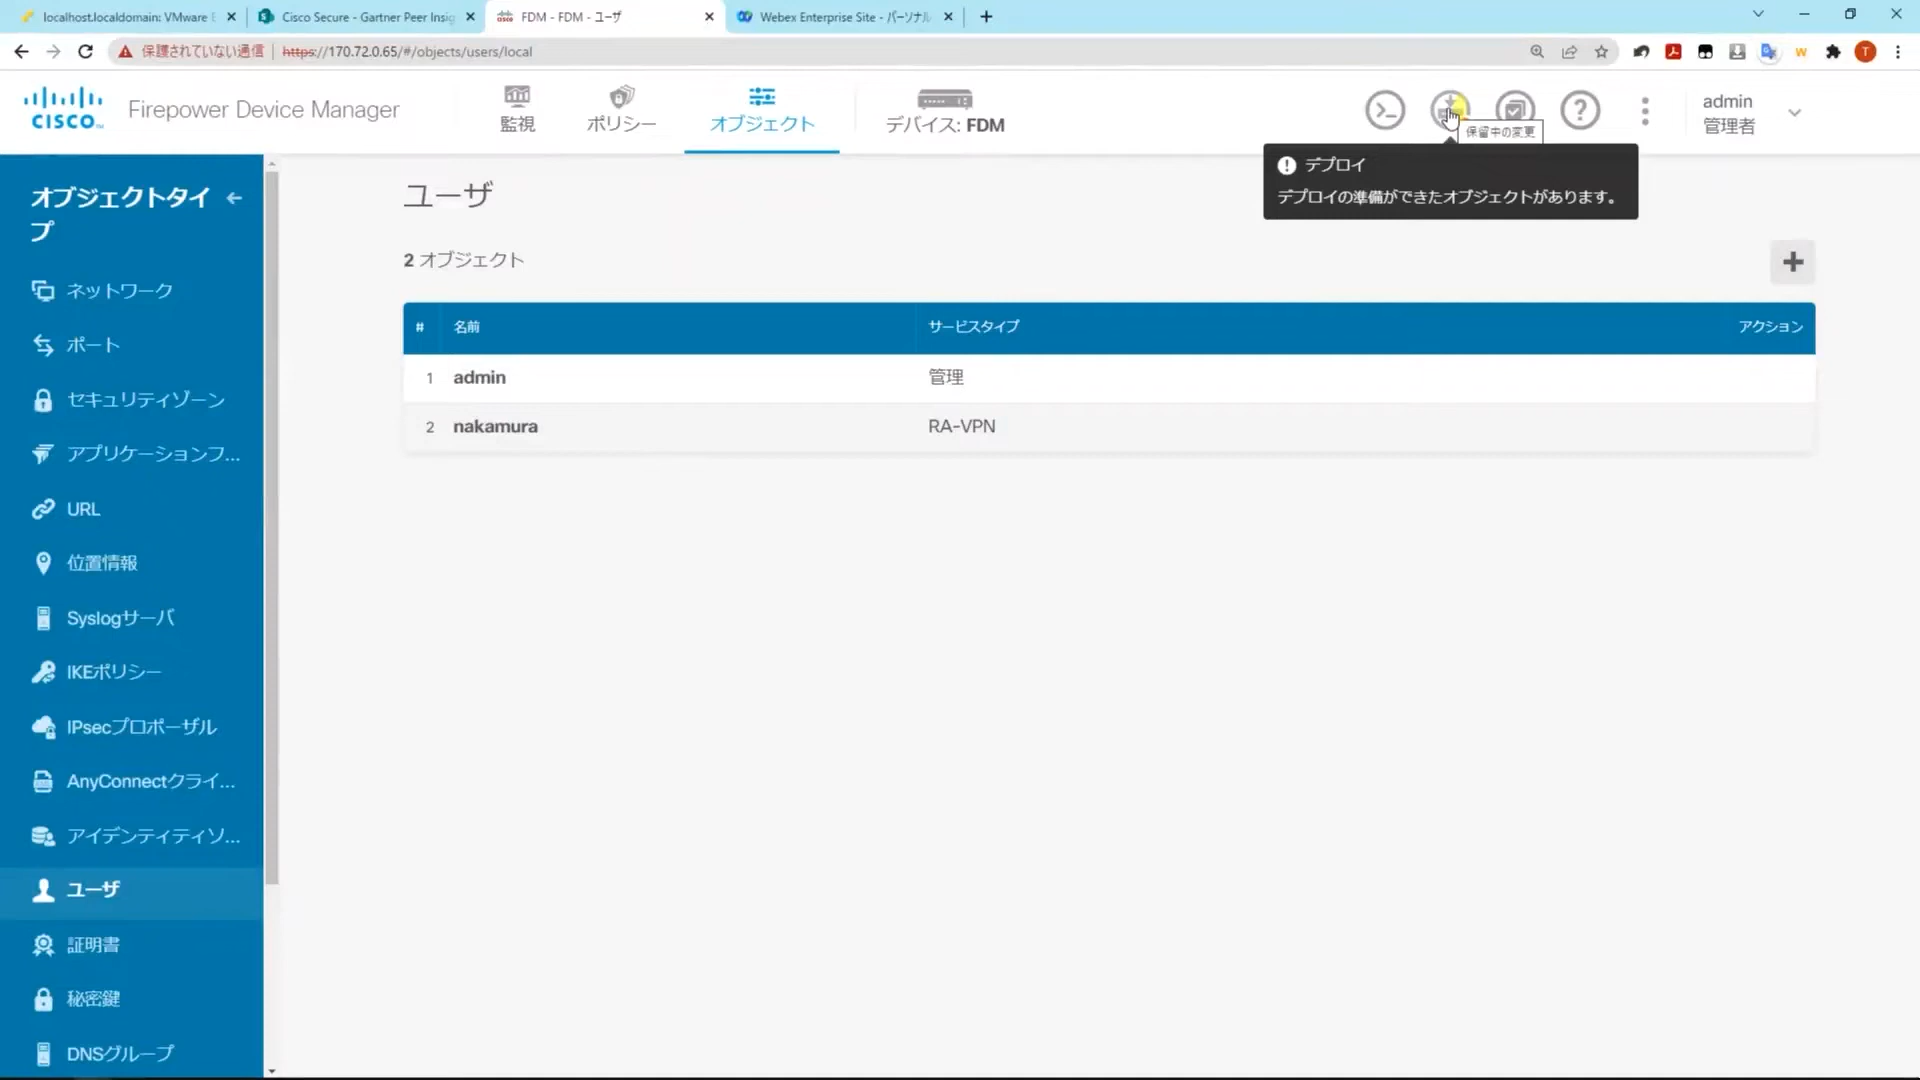 localhost.localdomain: VMware E
Cisco Secure - Gartner Peer Insig
FDM - FDM - ユーザ
Webex Enterprise Site - パーソナル
保護されていない通信
https://170.72.0.65/#/objects/users/local
W
T
CISCO
Firepower Device Manager
監視
ポリシー
オブジェクト
デバイス: FDM
admin
管理者
保留中の変更
デプロイ
デプロイの準備ができたオブジェクトがあります。
オブジェクトタイ
プ
ネットワーク
ポート
セキュリティゾーン
アプリケーションフ...
URL
位置情報
Syslogサーバ
IKEポリシー
IPsecプロポーザル
AnyConnectクライ...
アイデンティティソ...
ユーザ
証明書
秘密鍵
DNSグループ
ユーザ
2 オブジェクト
# 名前 サービスタイプ アクション
1 admin 管理
2 nakamura RA-VPN